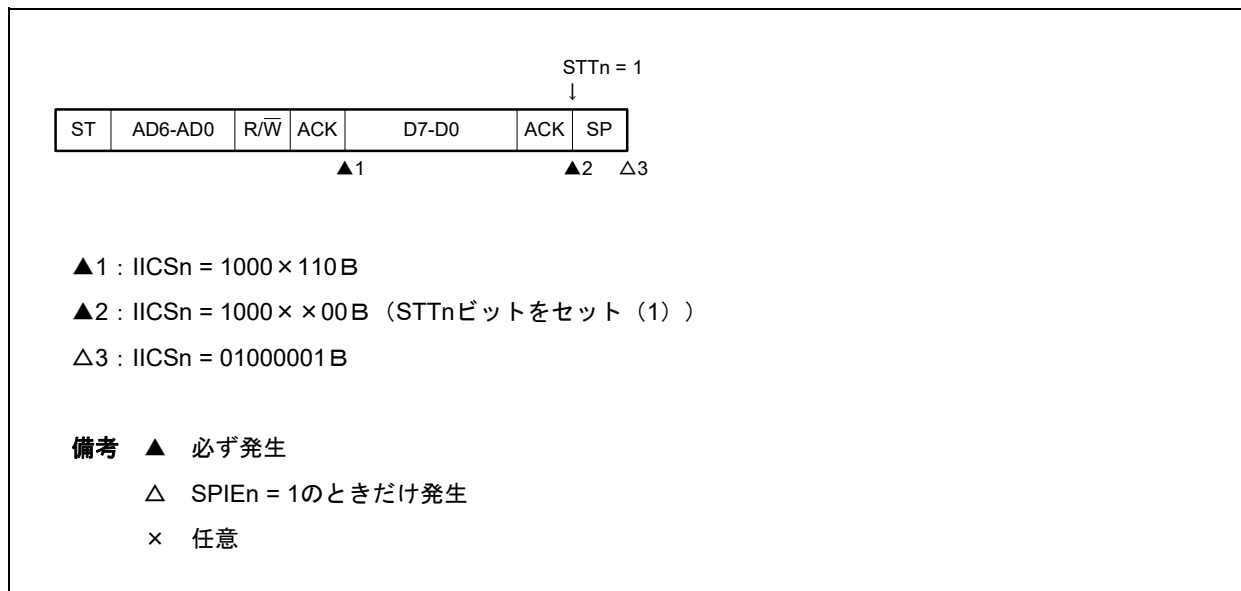 STTn = 1
↓
ST AD6-AD0 R/W̅ ACK D7-D0 ACK SP
▲1 ▲2 △3
▲1：IICSn = 1000×110B
▲2：IICSn = 1000××00B（STTnビットをセット（1））
△3：IICSn = 01000001B
備考 ▲ 必ず発生
△ SPIEn = 1のときだけ発生
× 任意